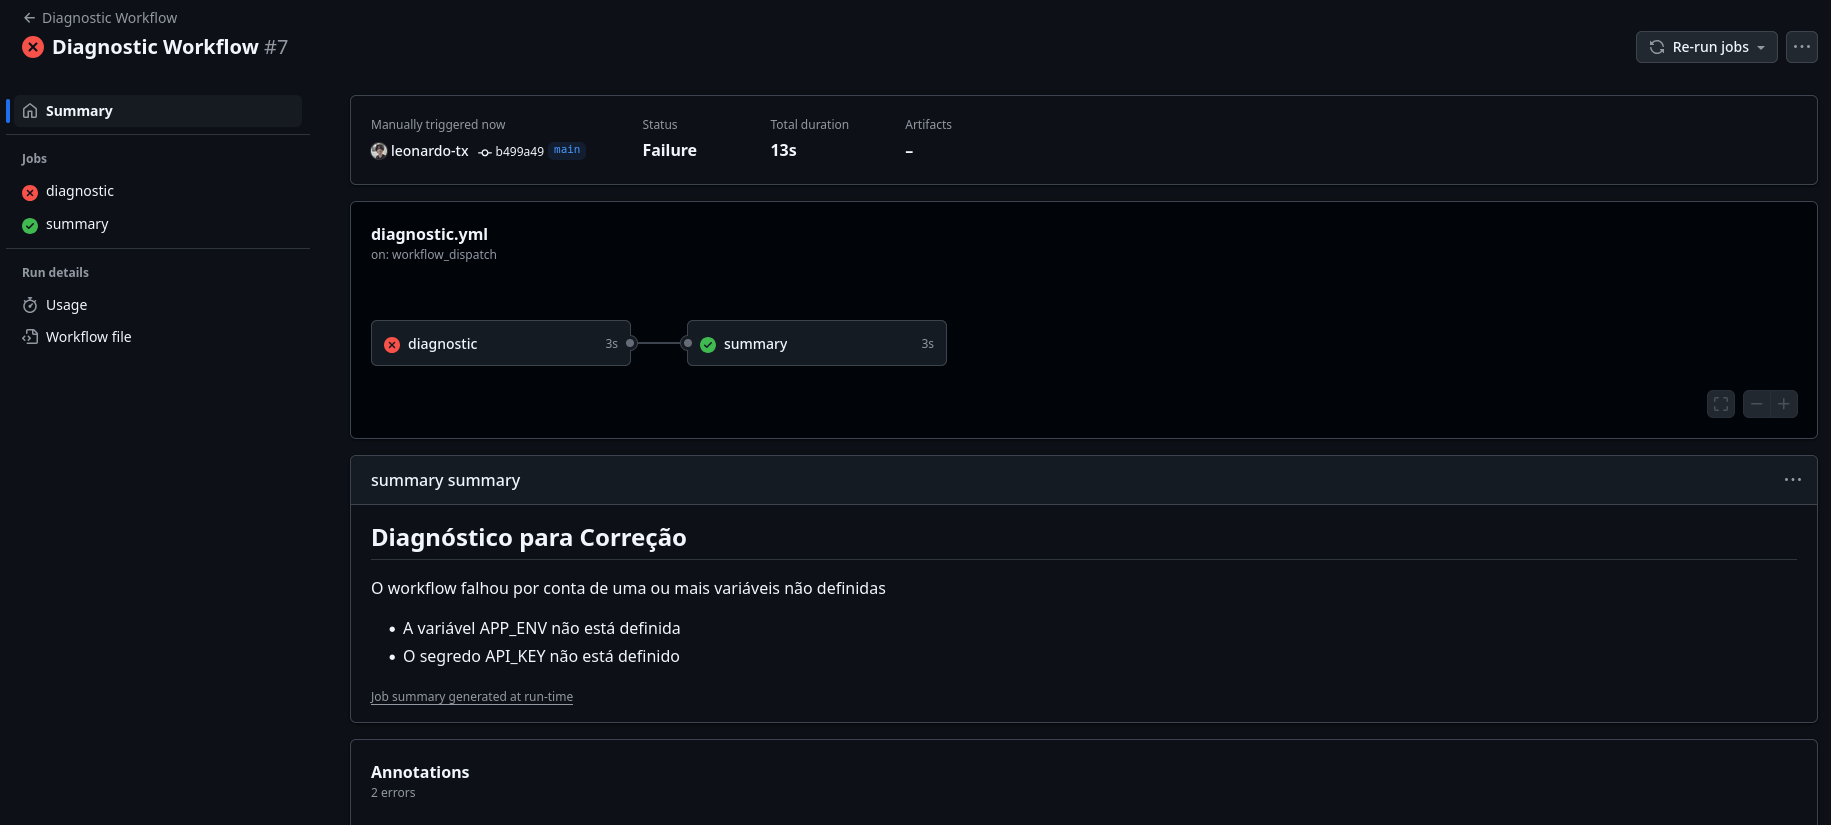 Diagnostic Workflow
Diagnostic Workflow #7
Re-run jobs
Summary
Jobs
diagnostic
summary
Run details
Usage
Workflow file
Manually triggered now
leonardo-tx b499a49 main
Status
Failure
Total duration
13s
Artifacts
–
diagnostic.yml
on: workflow_dispatch
diagnostic 3s
summary 3s
summary summary
Diagnóstico para Correção
O workflow falhou por conta de uma ou mais variáveis não definidas
• A variável APP_ENV não está definida
• O segredo API_KEY não está definido
Job summary generated at run-time
Annotations
2 errors